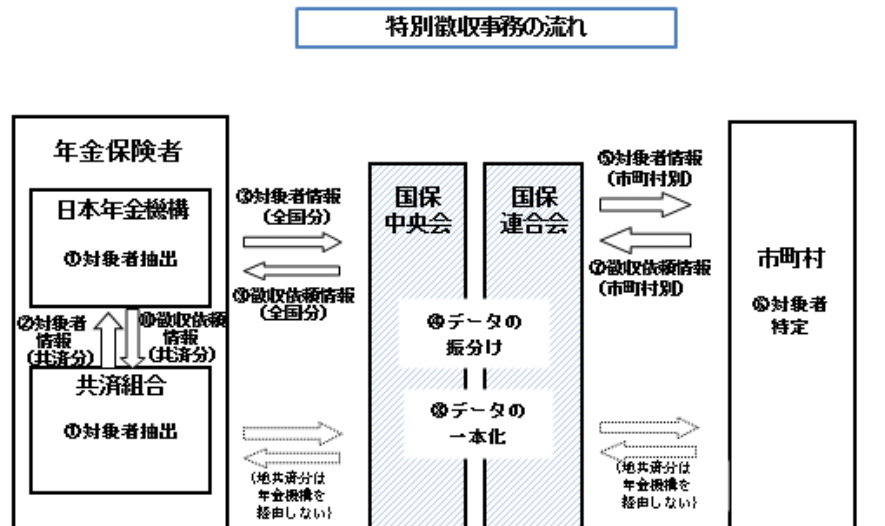 特別徴収事務の流れ
年金保険者
日本年金機構
①対象者抽出
②対象者
情報
(共済分)
⑩徴収依頼
情報
(共済分)
共済組合
①対象者抽出
③対象者情報
(全国分)
⑨徴収依頼情報
(全国分)
(地共済分は
年金機構を
経由しない)
国保
中央会
国保
連合会
④データの
振分け
⑧データの
一本化
⑤対象者情報
(市町村別)
⑦徴収依頼情報
(市町村別)
(地共済分は
年金機構を
経由しない)
市町村
⑥対象者
特定